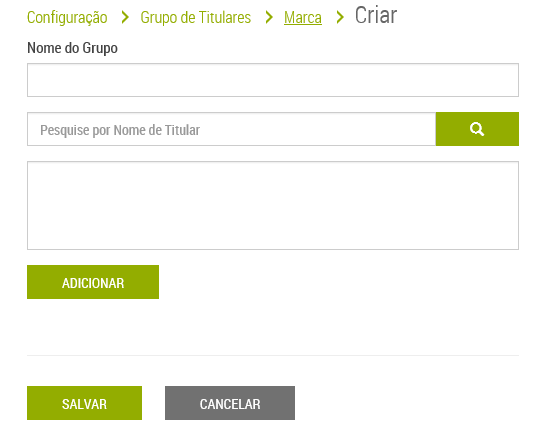 Configuração > Grupo de Titulares > Marca > Criar
Nome do Grupo
Pesquise por Nome de Titular
ADICIONAR
SALVAR CANCELAR